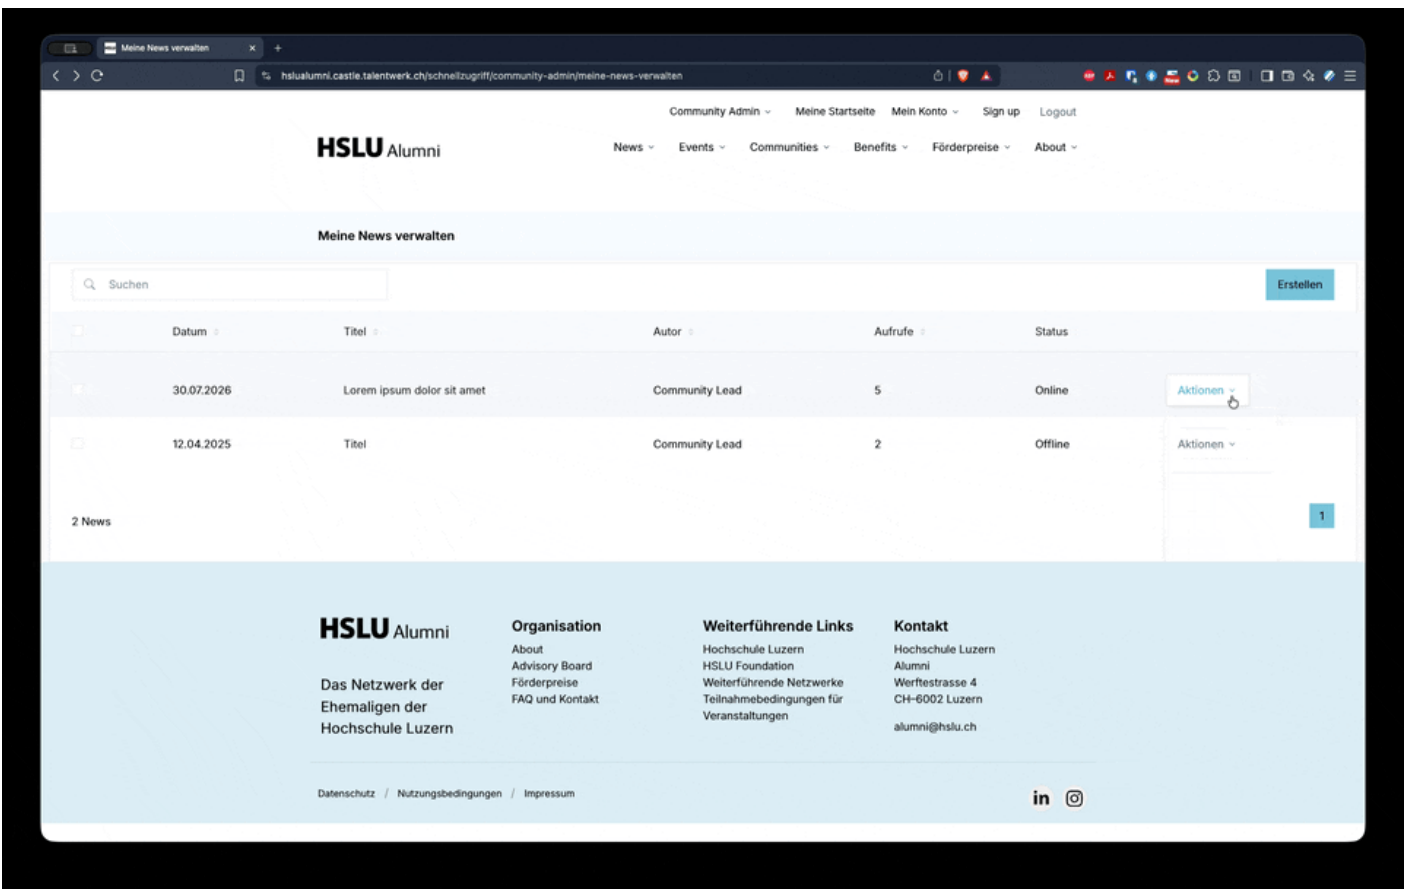 Meine News verwalten
hslualumni.castle.talentwerk.ch/schnellzugriff/community-admin/meine-news-verwalten
Community Admin Meine Startseite Mein Konto Sign up Logout
HSLU Alumni
News Events Communities Benefits Förderpreise About
Meine News verwalten
Suchen
Erstellen
Datum Titel Autor Aufrufe Status
30.07.2026 Lorem ipsum dolor sit amet Community Lead 5 Online Aktionen
12.04.2025 Titel Community Lead 2 Offline Aktionen
2 News
1
HSLU Alumni
Das Netzwerk der
Ehemaligen der
Hochschule Luzern
Organisation
About
Advisory Board
Förderpreise
FAQ und Kontakt
Weiterführende Links
Hochschule Luzern
HSLU Foundation
Weiterführende Netzwerke
Teilnahmebedingungen für
Veranstaltungen
Kontakt
Hochschule Luzern
Alumni
Werftestrasse 4
CH-6002 Luzern
alumni@hslu.ch
Datenschutz / Nutzungsbedingungen / Impressum
in